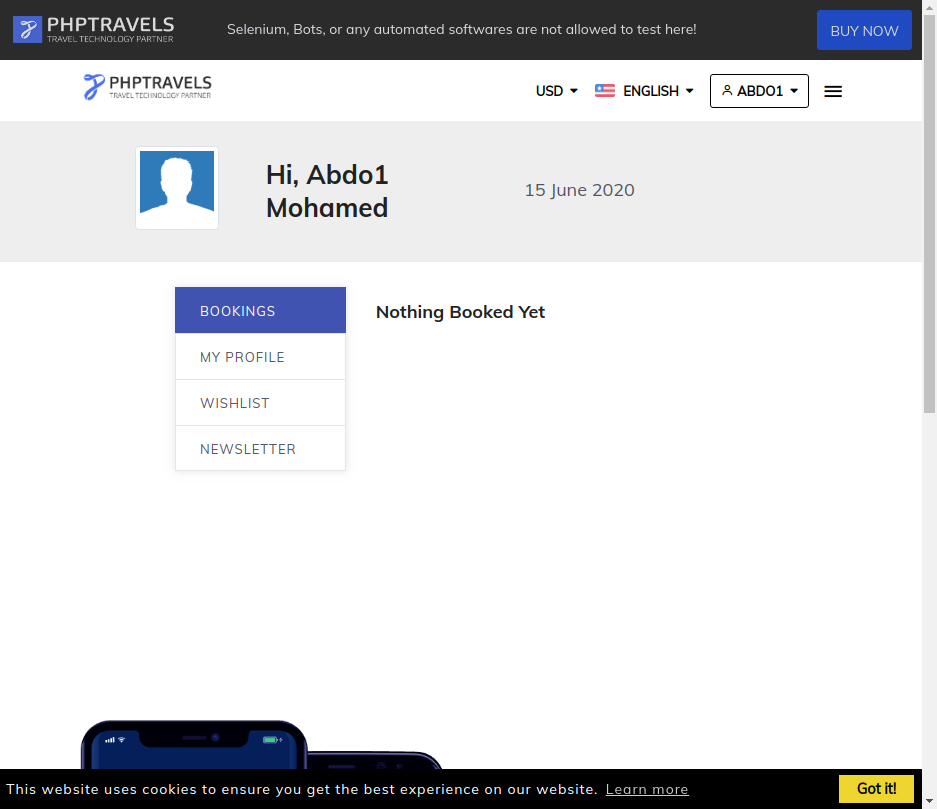 PHPTRAVELS
TRAVEL TECHNOLOGY PARTNER
Selenium, Bots, or any automated softwares are not allowed to test here!
BUY NOW
PHPTRAVELS
TRAVEL TECHNOLOGY PARTNER
USD
ENGLISH
ABDO1
Hi, Abdo1
Mohamed
15 June 2020
BOOKINGS
Nothing Booked Yet
MY PROFILE
WISHLIST
NEWSLETTER
This website uses cookies to ensure you get the best experience on our website. Learn more
Got it!